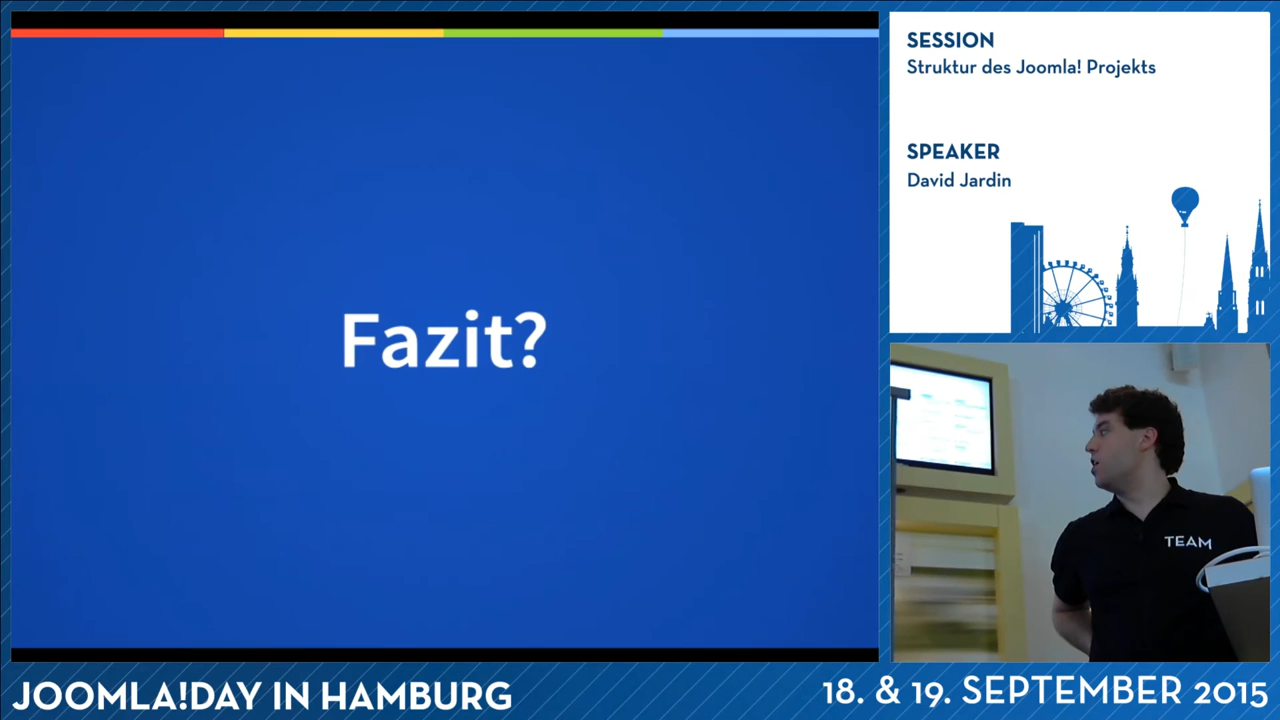 Fazit?
SESSION
Struktur des Joomla! Projekts
SPEAKER
David Jardin
TEAM
JOOMLA!DAY IN HAMBURG
18. & 19. SEPTEMBER 2015